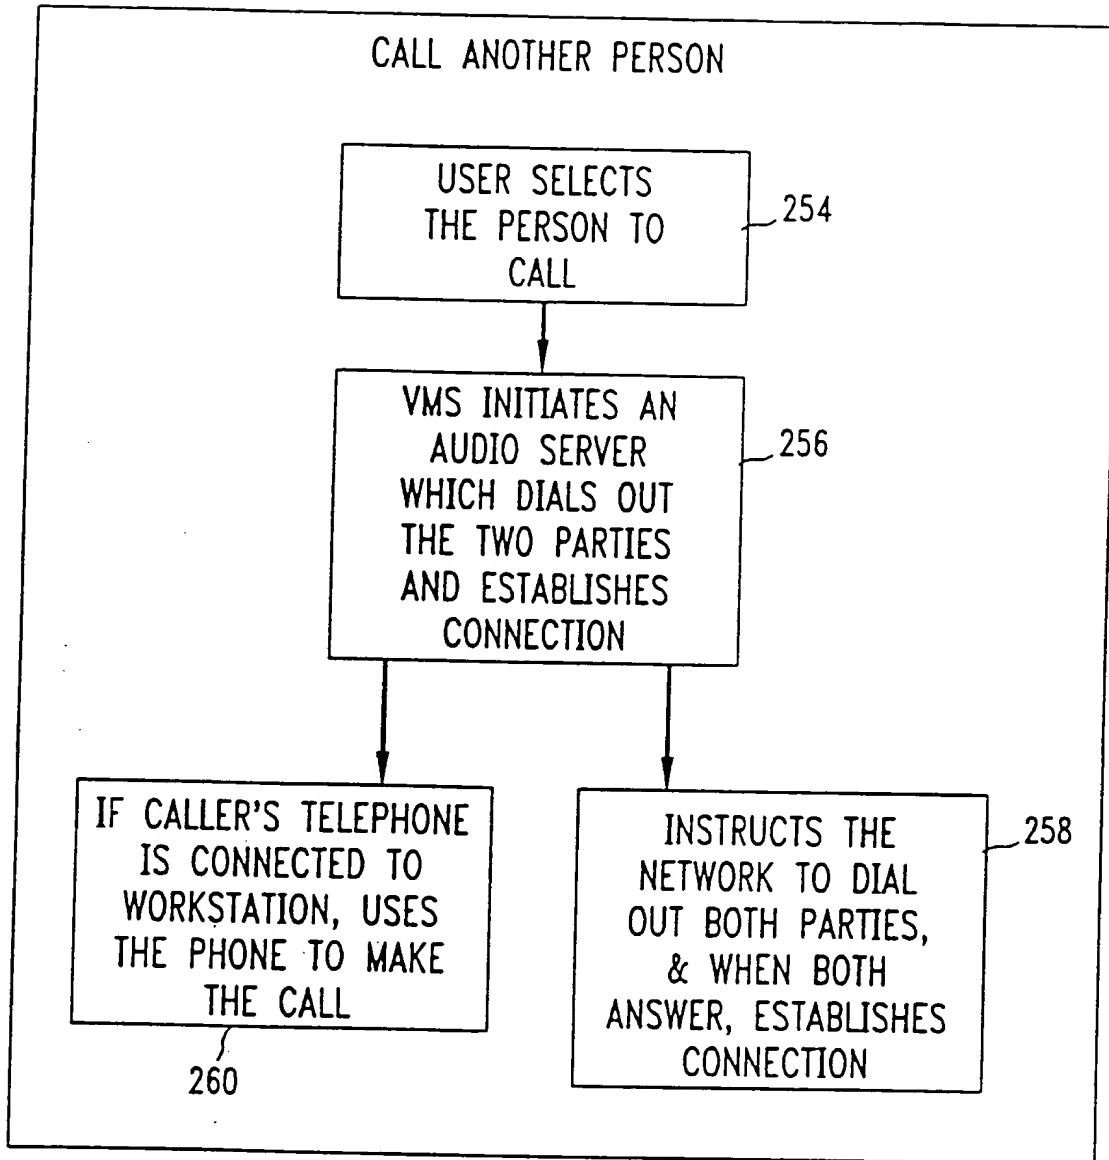 CALL ANOTHER PERSON
USER SELECTS
THE PERSON TO
CALL
254
VMS INITIATES AN
AUDIO SERVER
WHICH DIALS OUT
THE TWO PARTIES
AND ESTABLISHES
CONNECTION
256
IF CALLER'S TELEPHONE
IS CONNECTED TO
WORKSTATION, USES
THE PHONE TO MAKE
THE CALL
260
INSTRUCTS THE
NETWORK TO DIAL
OUT BOTH PARTIES,
& WHEN BOTH
ANSWER, ESTABLISHES
CONNECTION
258